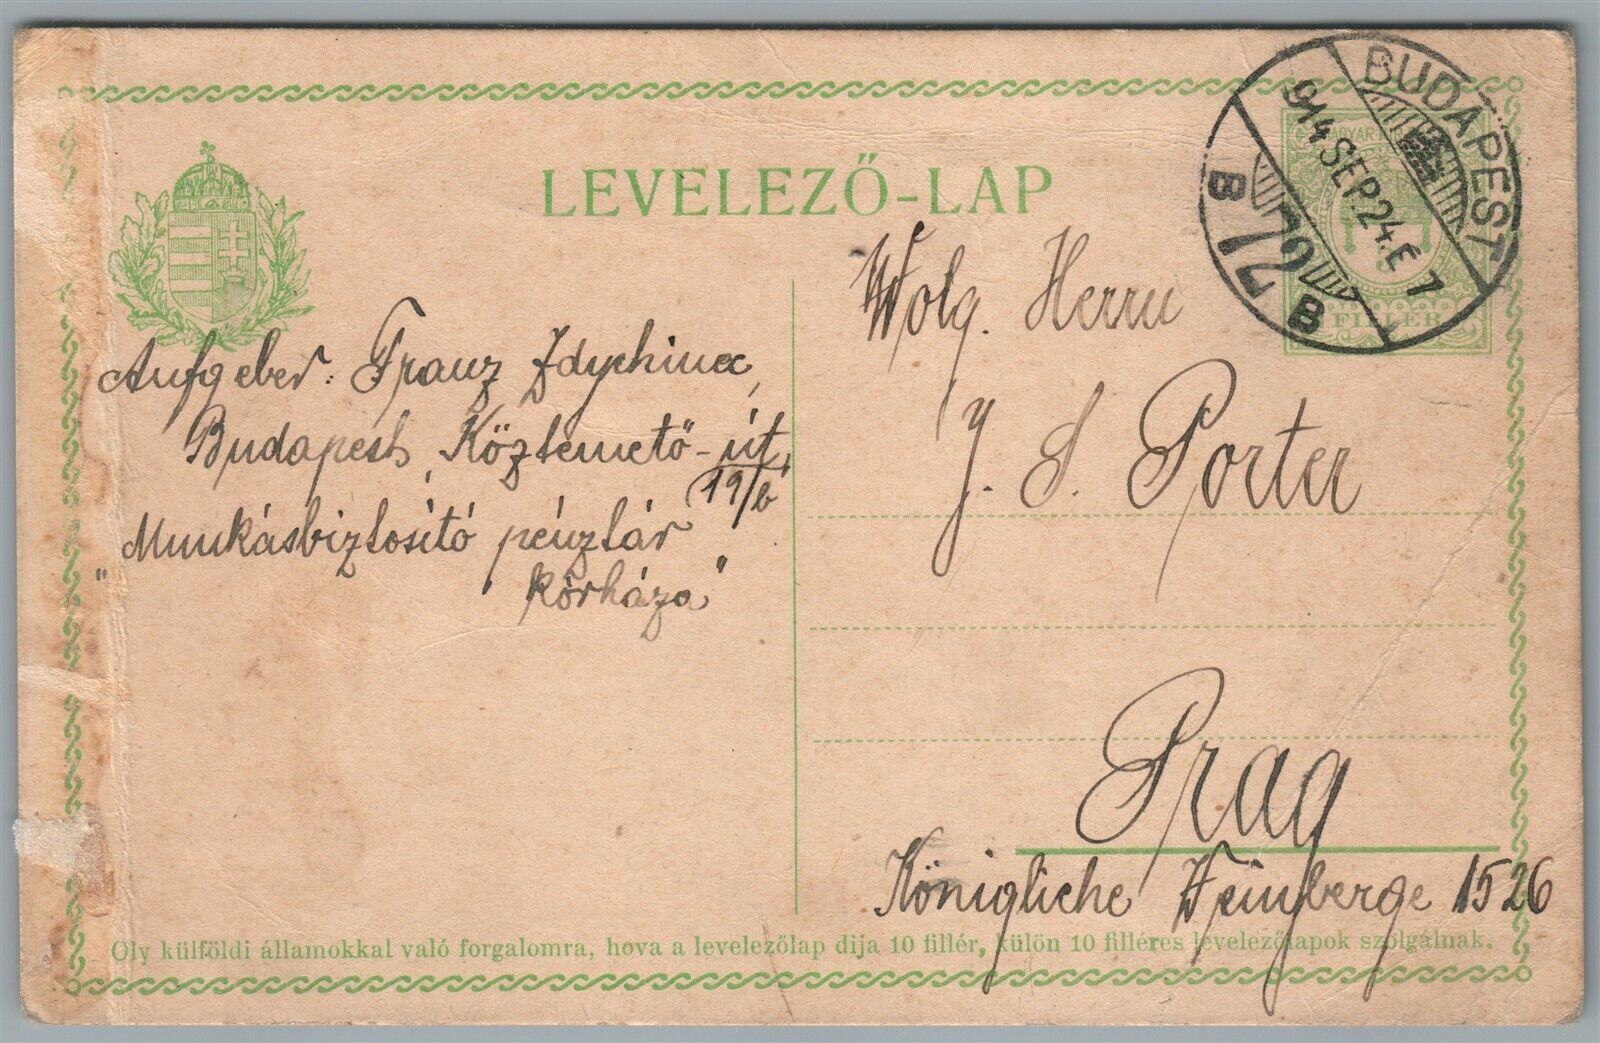 LEVELEZŐ-LAP
MAGYAR
FILLÉR
BUDAPEST
914 SEP. 24. E 7
B 72 B
Aufgeber: Franz Zdychinec,
Budapest, Köztemető-út,
19/b
"Munkásbiztosító pénztár
kórháza"
Wolg. Herrn
J. S. Porter
Prag
Königliche Weinberge 1526
Oly külföldi államokkal való forgalomra, hova a levelezőlap dija 10 fillér, külön 10 filléres levelezőlapok szolgálnak.